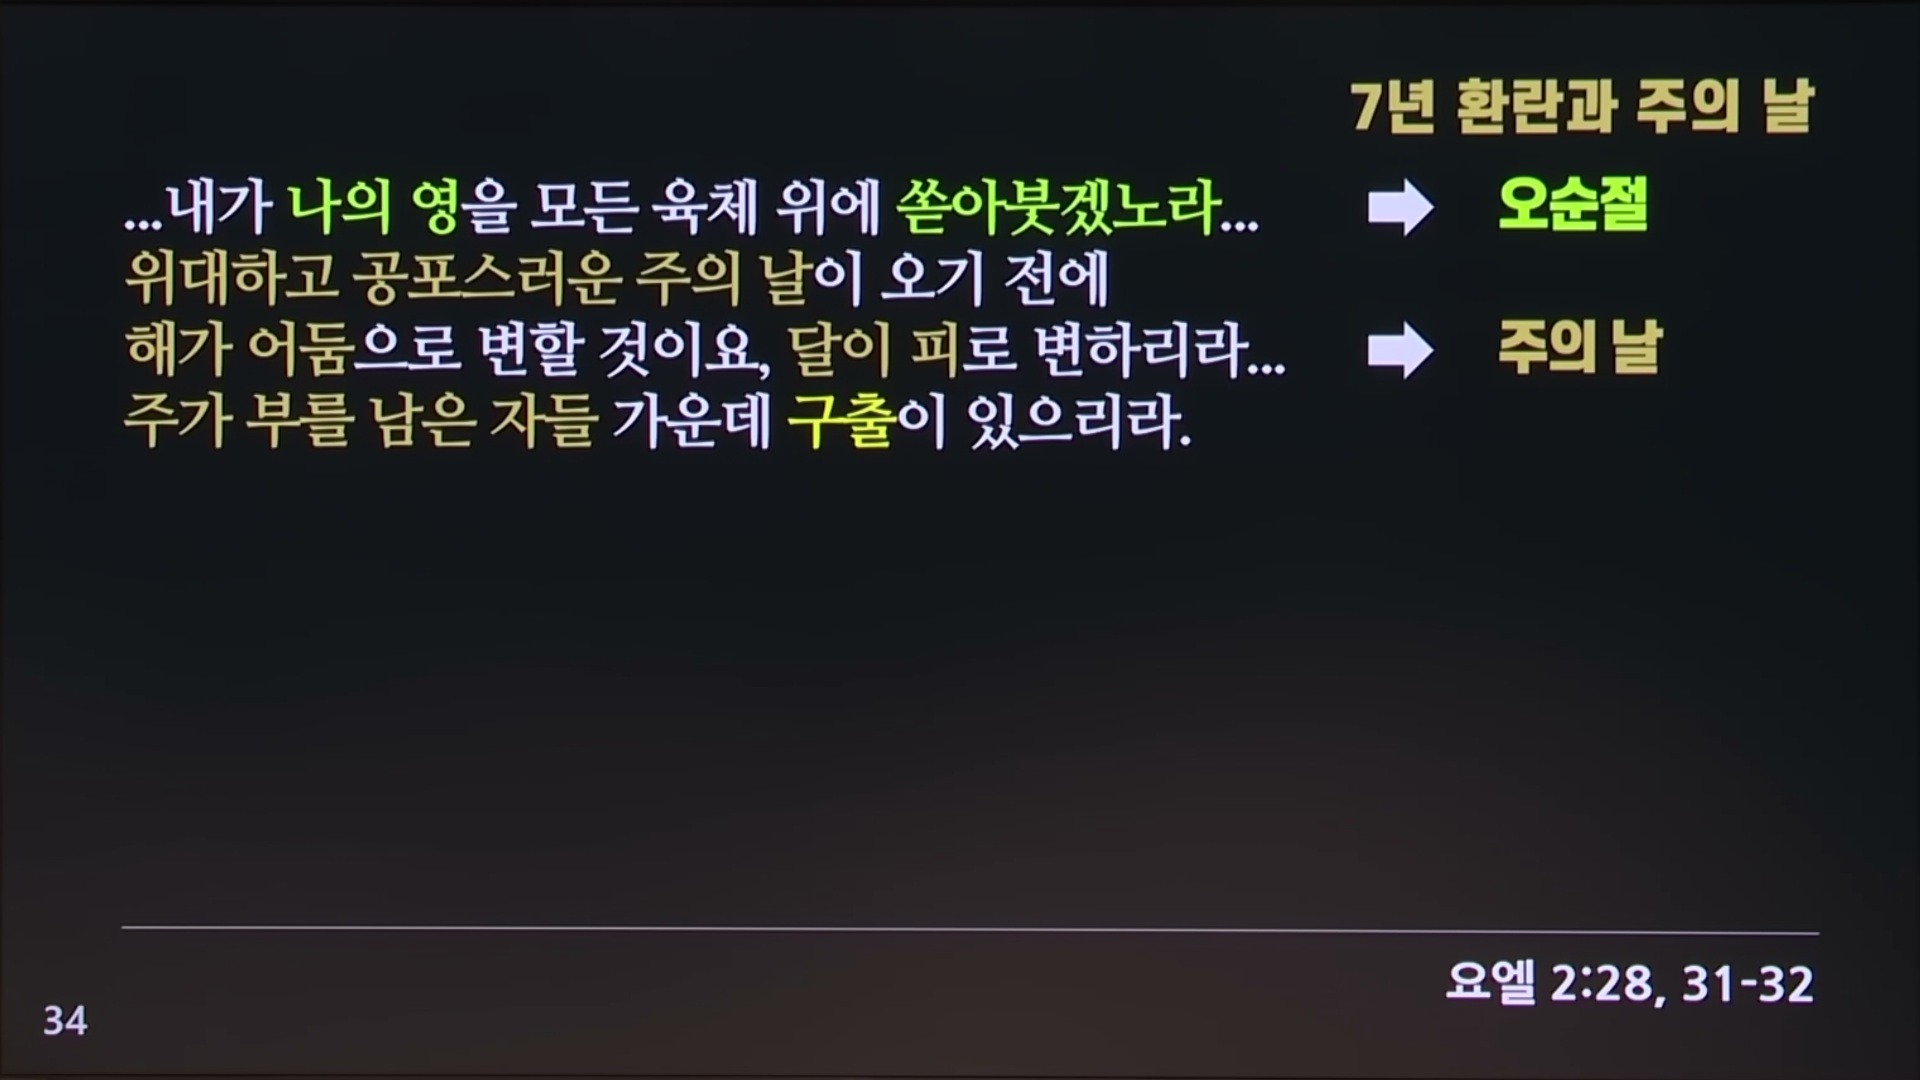 7년 환란과 주의 날
...내가 나의 영을 모든 육체 위에 쏟아붓겠노라... ➡ 오순절
위대하고 공포스러운 주의 날이 오기 전에
해가 어둠으로 변할 것이요, 달이 피로 변하리라... ➡ 주의 날
주가 부를 남은 자들 가운데 구출이 있으리라.
요엘 2:28, 31-32
34